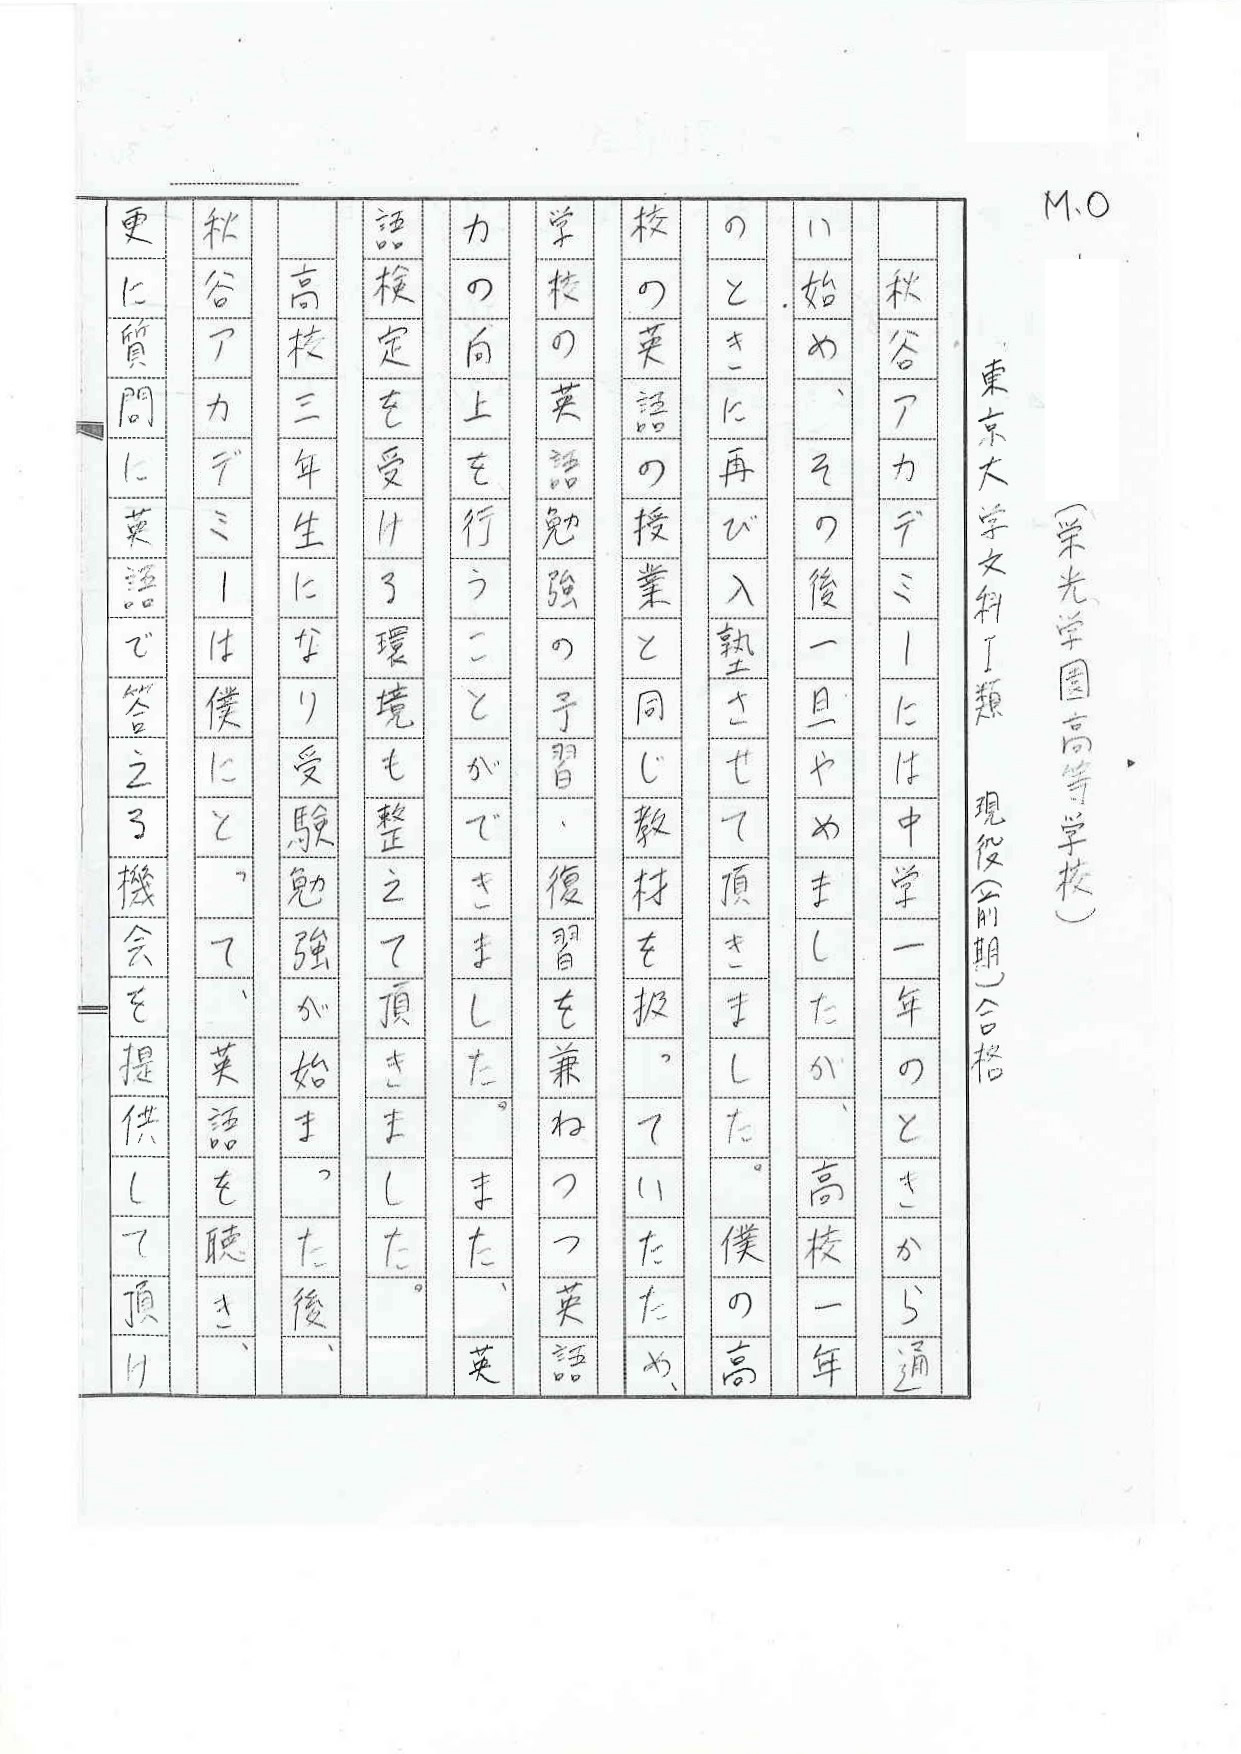 M.O
(栄光学園高等学校)
東京大学文科I類 現役(前期)合格
秋谷アカデミーには中学一年のときから通
い始め、その後一旦やめましたが、高校一年
のときに再び入塾させて頂きました。僕の高
校の英語の授業と同じ教材を扱っていたため、
学校の英語勉強の予習・復習を兼ねつつ英語
力の向上を行うことができました。また、英
語検定を受ける環境も整えて頂きました。
高校三年生になり受験勉強が始まった後、
秋谷アカデミーは僕にとって、英語を聴き、
更に質問に英語で答える機会を提供して頂け